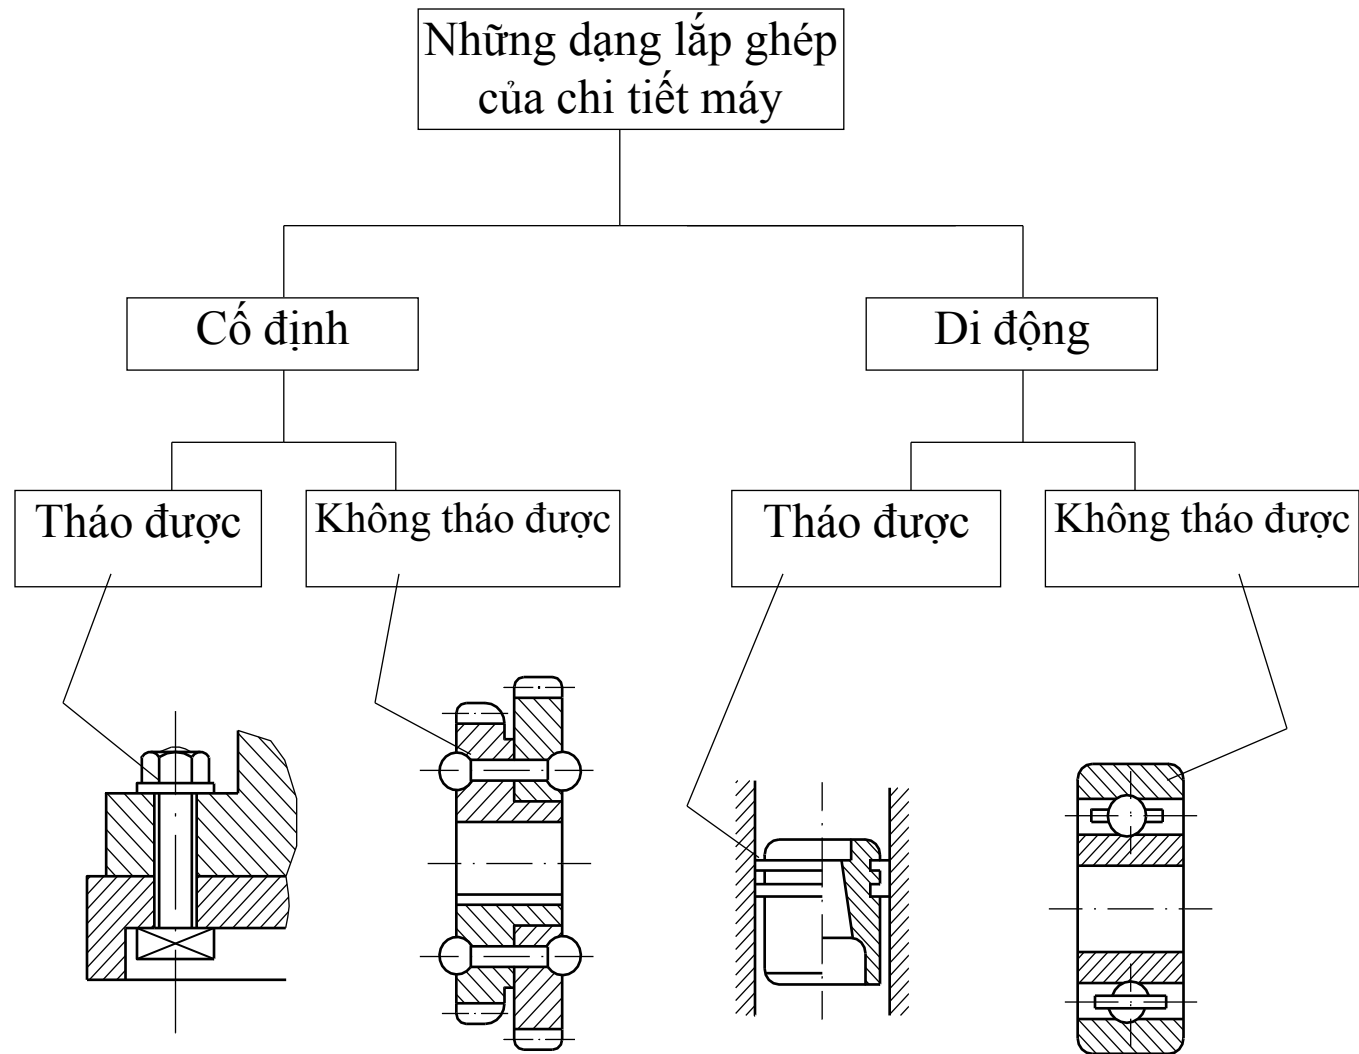 Những dạng lắp ghép
của chi tiết máy
Cố định
Di động
Tháo được
Không tháo được
Tháo được
Không tháo được